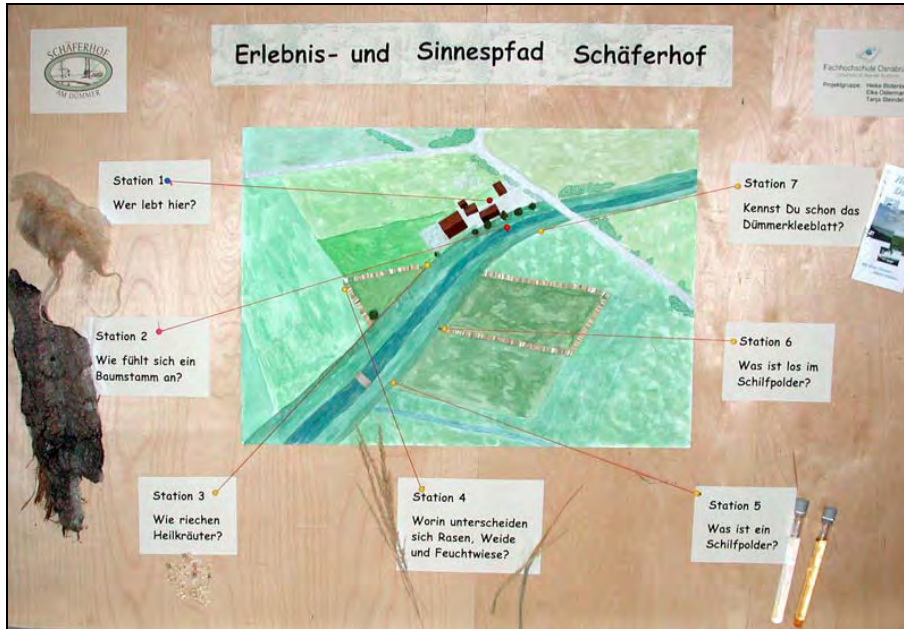 SCHÄFERHOF
AM DÜMMER
Erlebnis- und Sinnespfad Schäferhof
Fachhochschule Osnabrück
Projektgruppe: Heike
Elke
Tanja
Station 1
Wer lebt hier?
Station 7
Kennst Du schon das
Dümmerkleeblatt?
Station 2
Wie fühlt sich ein
Baumstamm an?
Station 6
Was ist los im
Schilfpolder?
Station 3
Wie riechen
Heilkräuter?
Station 4
Worin unterscheiden
sich Rasen, Weide
und Feuchtwiese?
Station 5
Was ist ein
Schilfpolder?